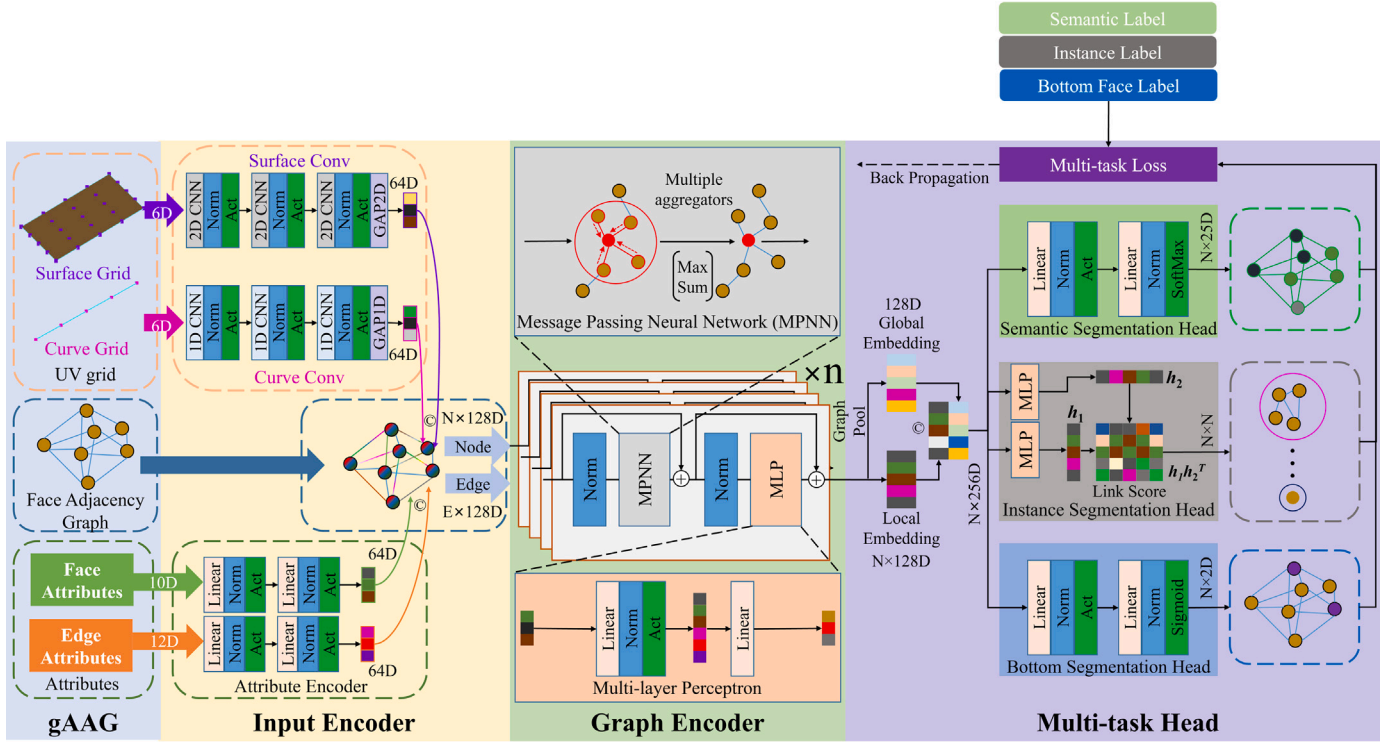 Semantic Label
Instance Label
Bottom Face Label
Multi-task Loss
Back Propagation
6D
Surface Grid
6D
Curve Grid
UV grid
Surface Conv
2D CNN
Norm
Act
2D CNN
Norm
Act
2D CNN
Norm
Act
GAP2D
64D
1D CNN
Norm
Act
1D CNN
Norm
Act
1D CNN
Norm
Act
GAP1D
64D
Curve Conv
Face Adjacency
Graph
©
©
N×128D
Node
Edge
E×128D
Face
Attributes
10D
Edge
Attributes
12D
Attributes
Linear
Norm
Act
Linear
Norm
Act
64D
Linear
Norm
Act
Linear
Norm
Act
64D
Attribute Encoder
Multiple
aggregators
Max
Sum
Message Passing Neural Network (MPNN)
×n
Norm
MPNN
+
Norm
MLP
+
Linear
Norm
Act
Linear
Multi-layer Perceptron
Graph
Pool
128D
Global
Embedding
©
Local
Embedding
N×128D
N×256D
Linear
Norm
Act
Linear
Norm
SoftMax
N×25D
Semantic Segmentation Head
MLP
h2
MLP
h1
h1h2T
Link Score
N×N
Instance Segmentation Head
Linear
Norm
Act
Linear
Norm
Sigmoid
N×2D
Bottom Segmentation Head
gAAG
Input Encoder
Graph Encoder
Multi-task Head